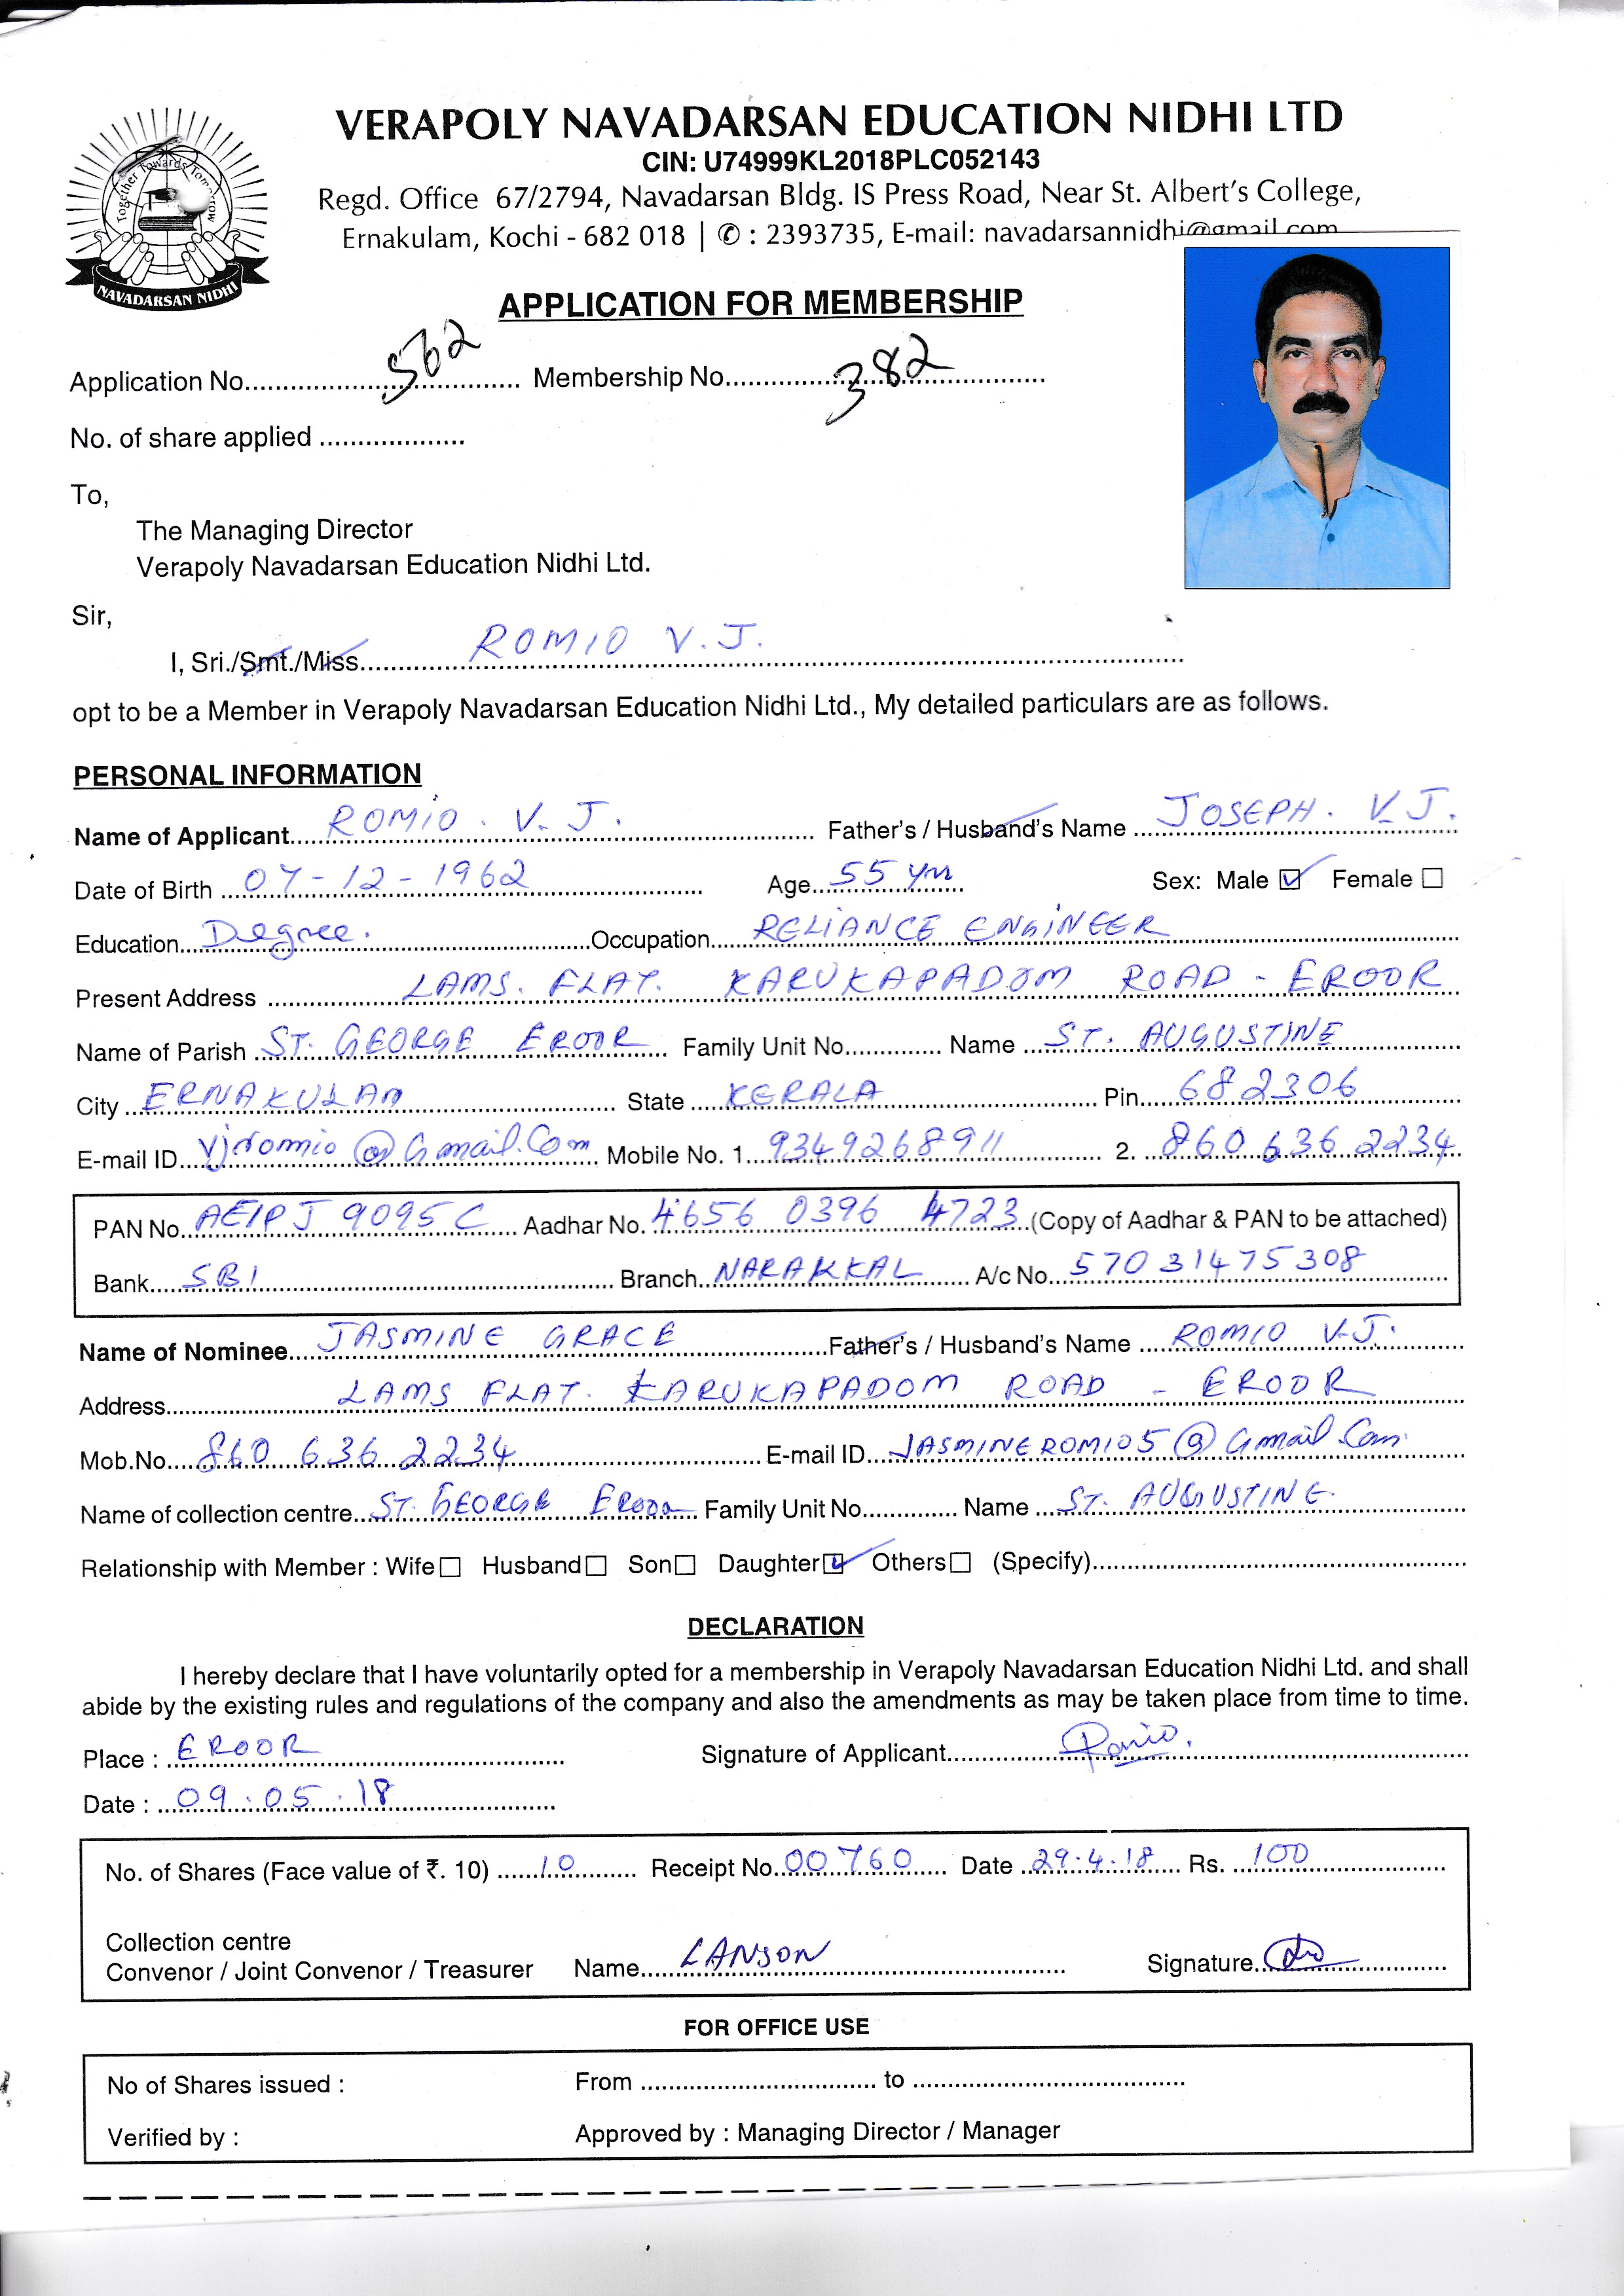 VERAPOLY NAVADARSAN EDUCATION NIDHI LTD
CIN: U74999KL2018PLC052143
Regd. Office 67/2794, Navadarsan Bldg. IS Press Road, Near St. Albert's College,
Ernakulam, Kochi - 682 018 | ✆ : 2393735, E-mail: navadarsannidhi@gmail.com
Together Towards Tomorrow
NAVADARSAN NIDHI
APPLICATION FOR MEMBERSHIP
Application No. 562 Membership No. 382
No. of share applied
To,
The Managing Director
Verapoly Navadarsan Education Nidhi Ltd.
Sir,
I, Sri./Smt./Miss. ROMIO V.J.
opt to be a Member in Verapoly Navadarsan Education Nidhi Ltd., My detailed particulars are as follows.
PERSONAL INFORMATION
Name of Applicant ROMIO. V.J. Father's / Husband's Name JOSEPH. V.J.
Date of Birth 07-12-1962 Age 55 yrs Sex: Male ☑ Female ☐
Education Degree. Occupation RELIANCE ENGINEER
Present Address LAMS. FLAT. KARUKAPADOM ROAD - EROOR
Name of Parish ST. GEORGE EROOR Family Unit No. Name ST. AUGUSTINE
City ERNAKULAM State KERALA Pin 682306
E-mail ID vjromio@Gmail.Com Mobile No. 1. 9349268911 2. 860 636 2234
PAN No. AEIPJ 9095C Aadhar No. 4656 0396 4723 (Copy of Aadhar & PAN to be attached)
Bank SBI Branch NARAKKAL A/c No. 57031475308
Name of Nominee JASMINE GRACE Father's / Husband's Name ROMIO V.J.
Address LAMS FLAT. KARUKAPADOM ROAD - EROOR
Mob.No. 860 636 2234 E-mail ID JASMINEROMIO5@Gmail.Com
Name of collection centre ST. GEORGE EROOR Family Unit No. Name ST. AUGUSTINE
Relationship with Member : Wife ☐ Husband ☐ Son ☐ Daughter ☑ Others ☐ (Specify)
DECLARATION
I hereby declare that I have voluntarily opted for a membership in Verapoly Navadarsan Education Nidhi Ltd. and shall
abide by the existing rules and regulations of the company and also the amendments as may be taken place from time to time.
Place : EROOR Signature of Applicant Romio.
Date : 09.05.18
No. of Shares (Face value of ₹. 10) 10 Receipt No. 00760 Date 29.4.18 Rs. 100
Collection centre
Convenor / Joint Convenor / Treasurer Name LANSON Signature
FOR OFFICE USE
No of Shares issued : From to
Verified by : Approved by : Managing Director / Manager